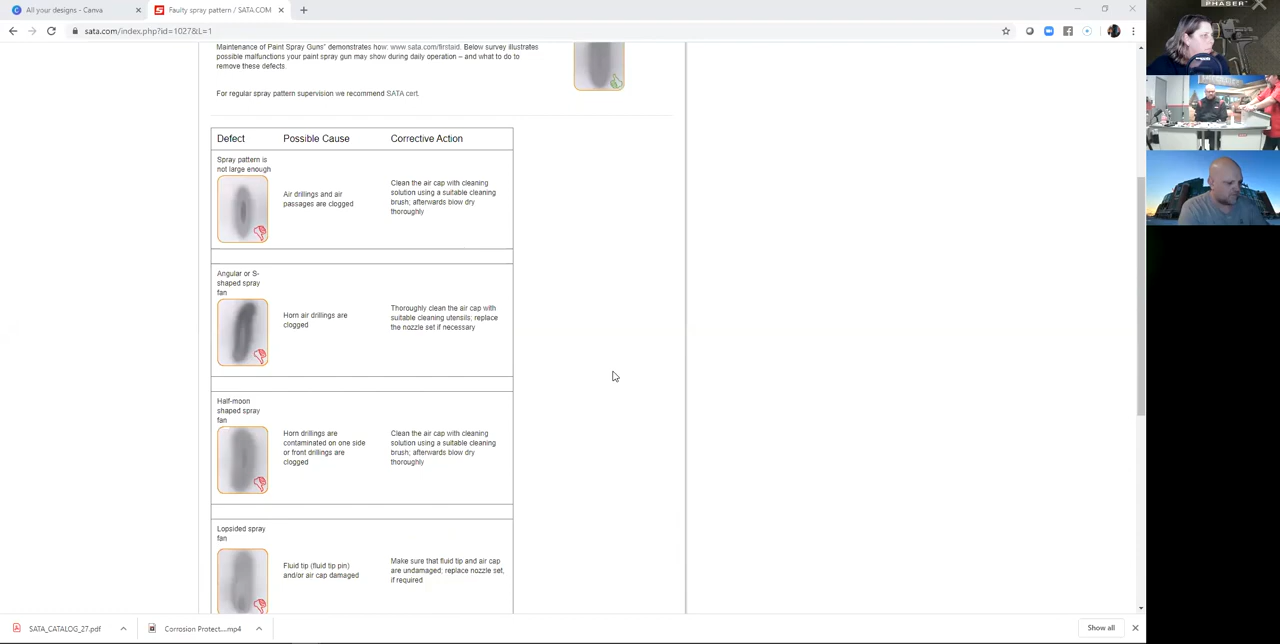 All your designs - Canva
Faulty spray pattern / SATA.COM
sata.com/index.php?id=1027&L=1
Maintenance of Paint Spray Guns" demonstrates how: www.sata.com/firstaid. Below survey illustrates
possible malfunctions your paint spray gun may show during daily operation – and what to do to
remove these defects.
For regular spray pattern supervision we recommend SATA cert.
Defect Possible Cause Corrective Action
Spray pattern is
not large enough
Air drillings and air
passages are clogged
Clean the air cap with cleaning
solution using a suitable cleaning
brush; afterwards blow dry
thoroughly
Angular or S-
shaped spray
fan
Horn air drillings are
clogged
Thoroughly clean the air cap with
suitable cleaning utensils; replace
the nozzle set if necessary
Half-moon
shaped spray
fan
Horn drillings are
contaminated on one side
or front drillings are
clogged
Clean the air cap with cleaning
solution using a suitable cleaning
brush; afterwards blow dry
thoroughly
Lopsided spray
fan
Fluid tip (fluid tip pin)
and/or air cap damaged
Make sure that fluid tip and air cap
are undamaged; replace nozzle set,
if required
SATA_CATALOG_27.pdf
Corrosion Protect....mp4
Show all
PHASER